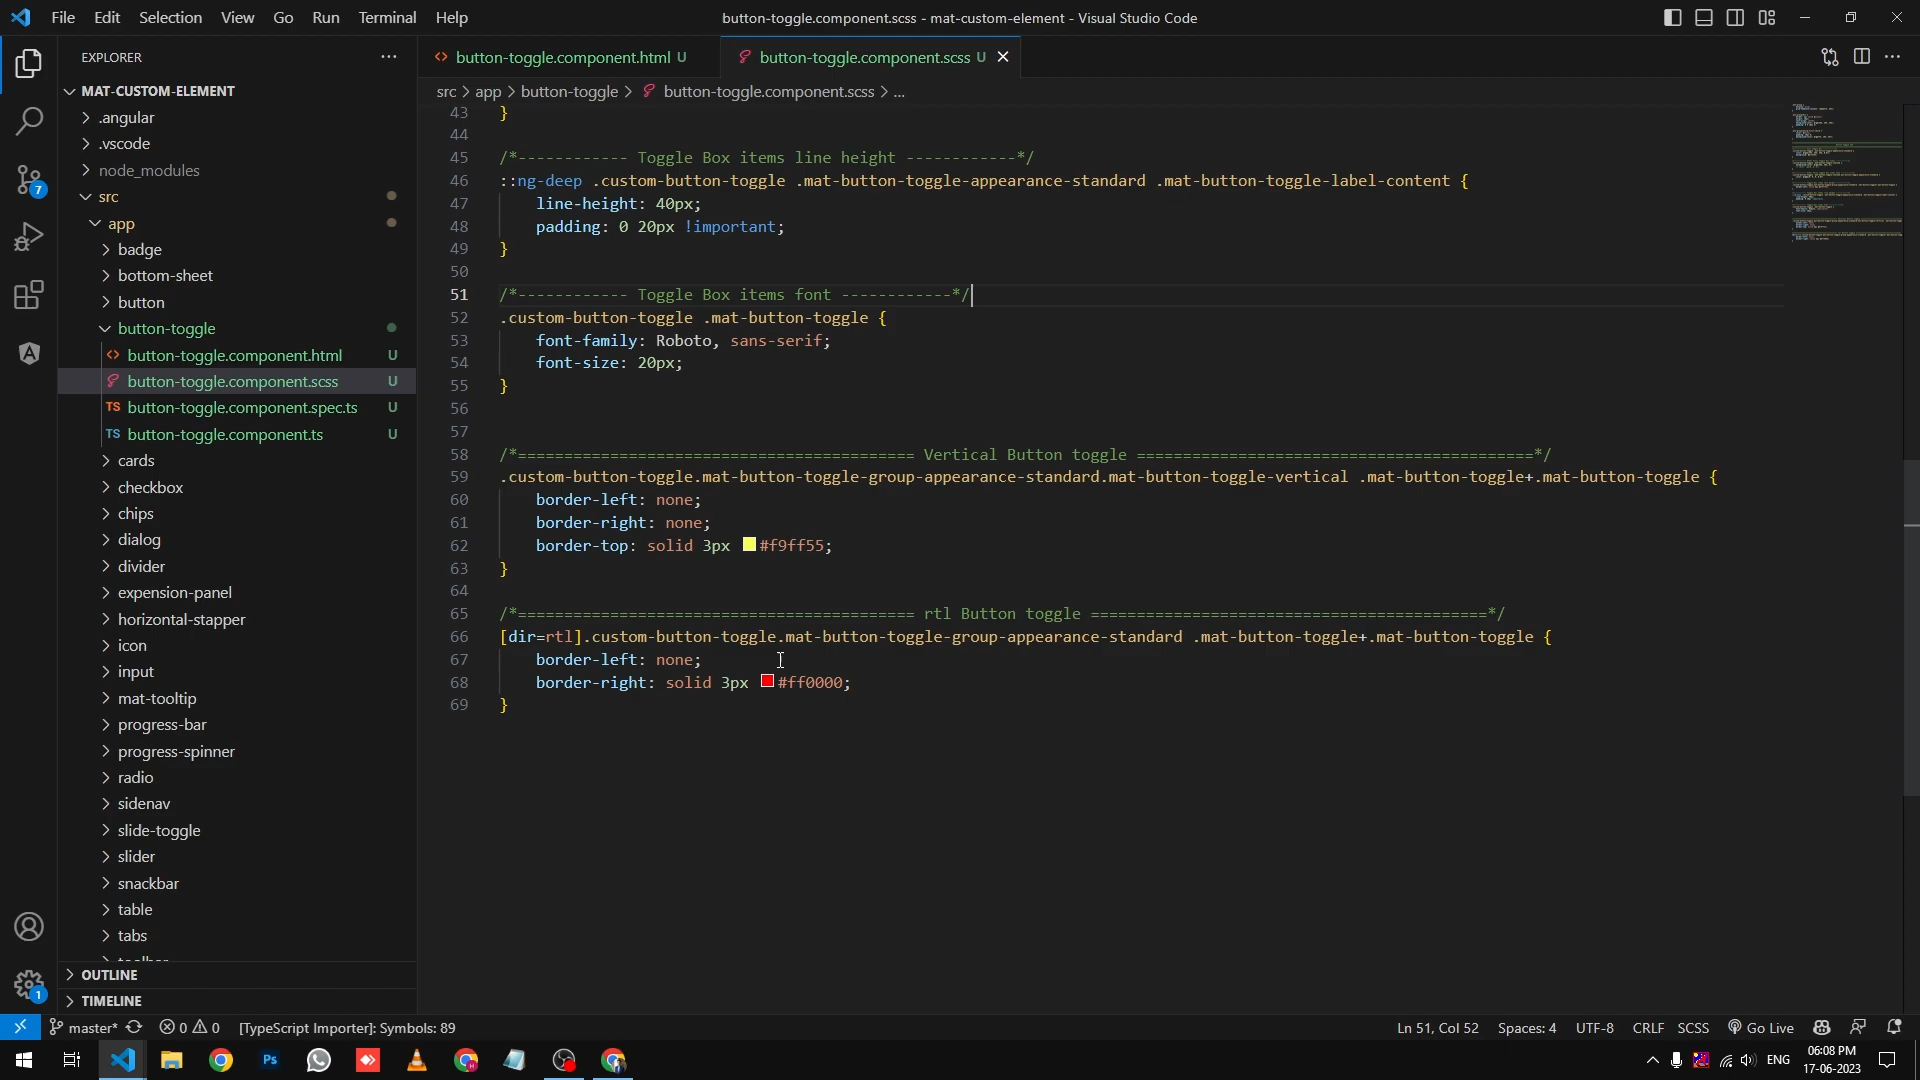 File Edit Selection View Go Run Terminal Help
button-toggle.component.scss - mat-custom-element - Visual Studio Code
EXPLORER
MAT-CUSTOM-ELEMENT
.angular
.vscode
node_modules
src
app
badge
bottom-sheet
button
button-toggle
button-toggle.component.html U
button-toggle.component.scss U
TS button-toggle.component.spec.ts U
TS button-toggle.component.ts U
cards
checkbox
chips
dialog
divider
expension-panel
horizontal-stapper
icon
input
mat-tooltip
progress-bar
progress-spinner
radio
sidenav
slide-toggle
slider
snackbar
table
tabs
OUTLINE
TIMELINE
7
1
button-toggle.component.html U
button-toggle.component.scss U
src > app > button-toggle > button-toggle.component.scss > ...
43 }
44
45 /*------------ Toggle Box items line height ------------*/
46 ::ng-deep .custom-button-toggle .mat-button-toggle-appearance-standard .mat-button-toggle-label-content {
47 line-height: 40px;
48 padding: 0 20px !important;
49 }
50
51 /*------------ Toggle Box items font ------------*/
52 .custom-button-toggle .mat-button-toggle {
53 font-family: Roboto, sans-serif;
54 font-size: 20px;
55 }
56
57
58 /*=========================================== Vertical Button toggle ===========================================*/
59 .custom-button-toggle.mat-button-toggle-group-appearance-standard.mat-button-toggle-vertical .mat-button-toggle+.mat-button-toggle {
60 border-left: none;
61 border-right: none;
62 border-top: solid 3px #f9ff55;
63 }
64
65 /*=========================================== rtl Button toggle ===========================================*/
66 [dir=rtl].custom-button-toggle.mat-button-toggle-group-appearance-standard .mat-button-toggle+.mat-button-toggle {
67 border-left: none;
68 border-right: solid 3px #ff0000;
69 }
master* 0 0 [TypeScript Importer]: Symbols: 89
Ln 51, Col 52 Spaces: 4 UTF-8 CRLF SCSS Go Live
Ps
ENG
06:08 PM
17-06-2023